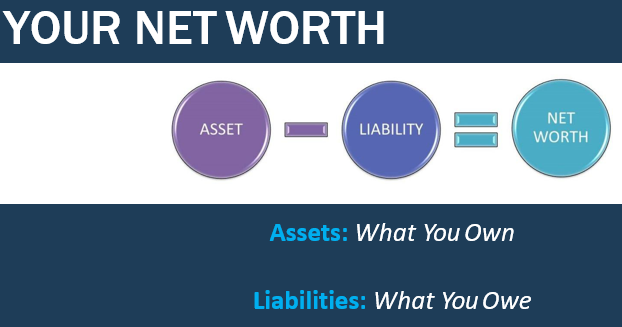 YOUR NET WORTH
ASSET
LIABILITY
NET
WORTH
Assets: What You Own
Liabilities: What You Owe